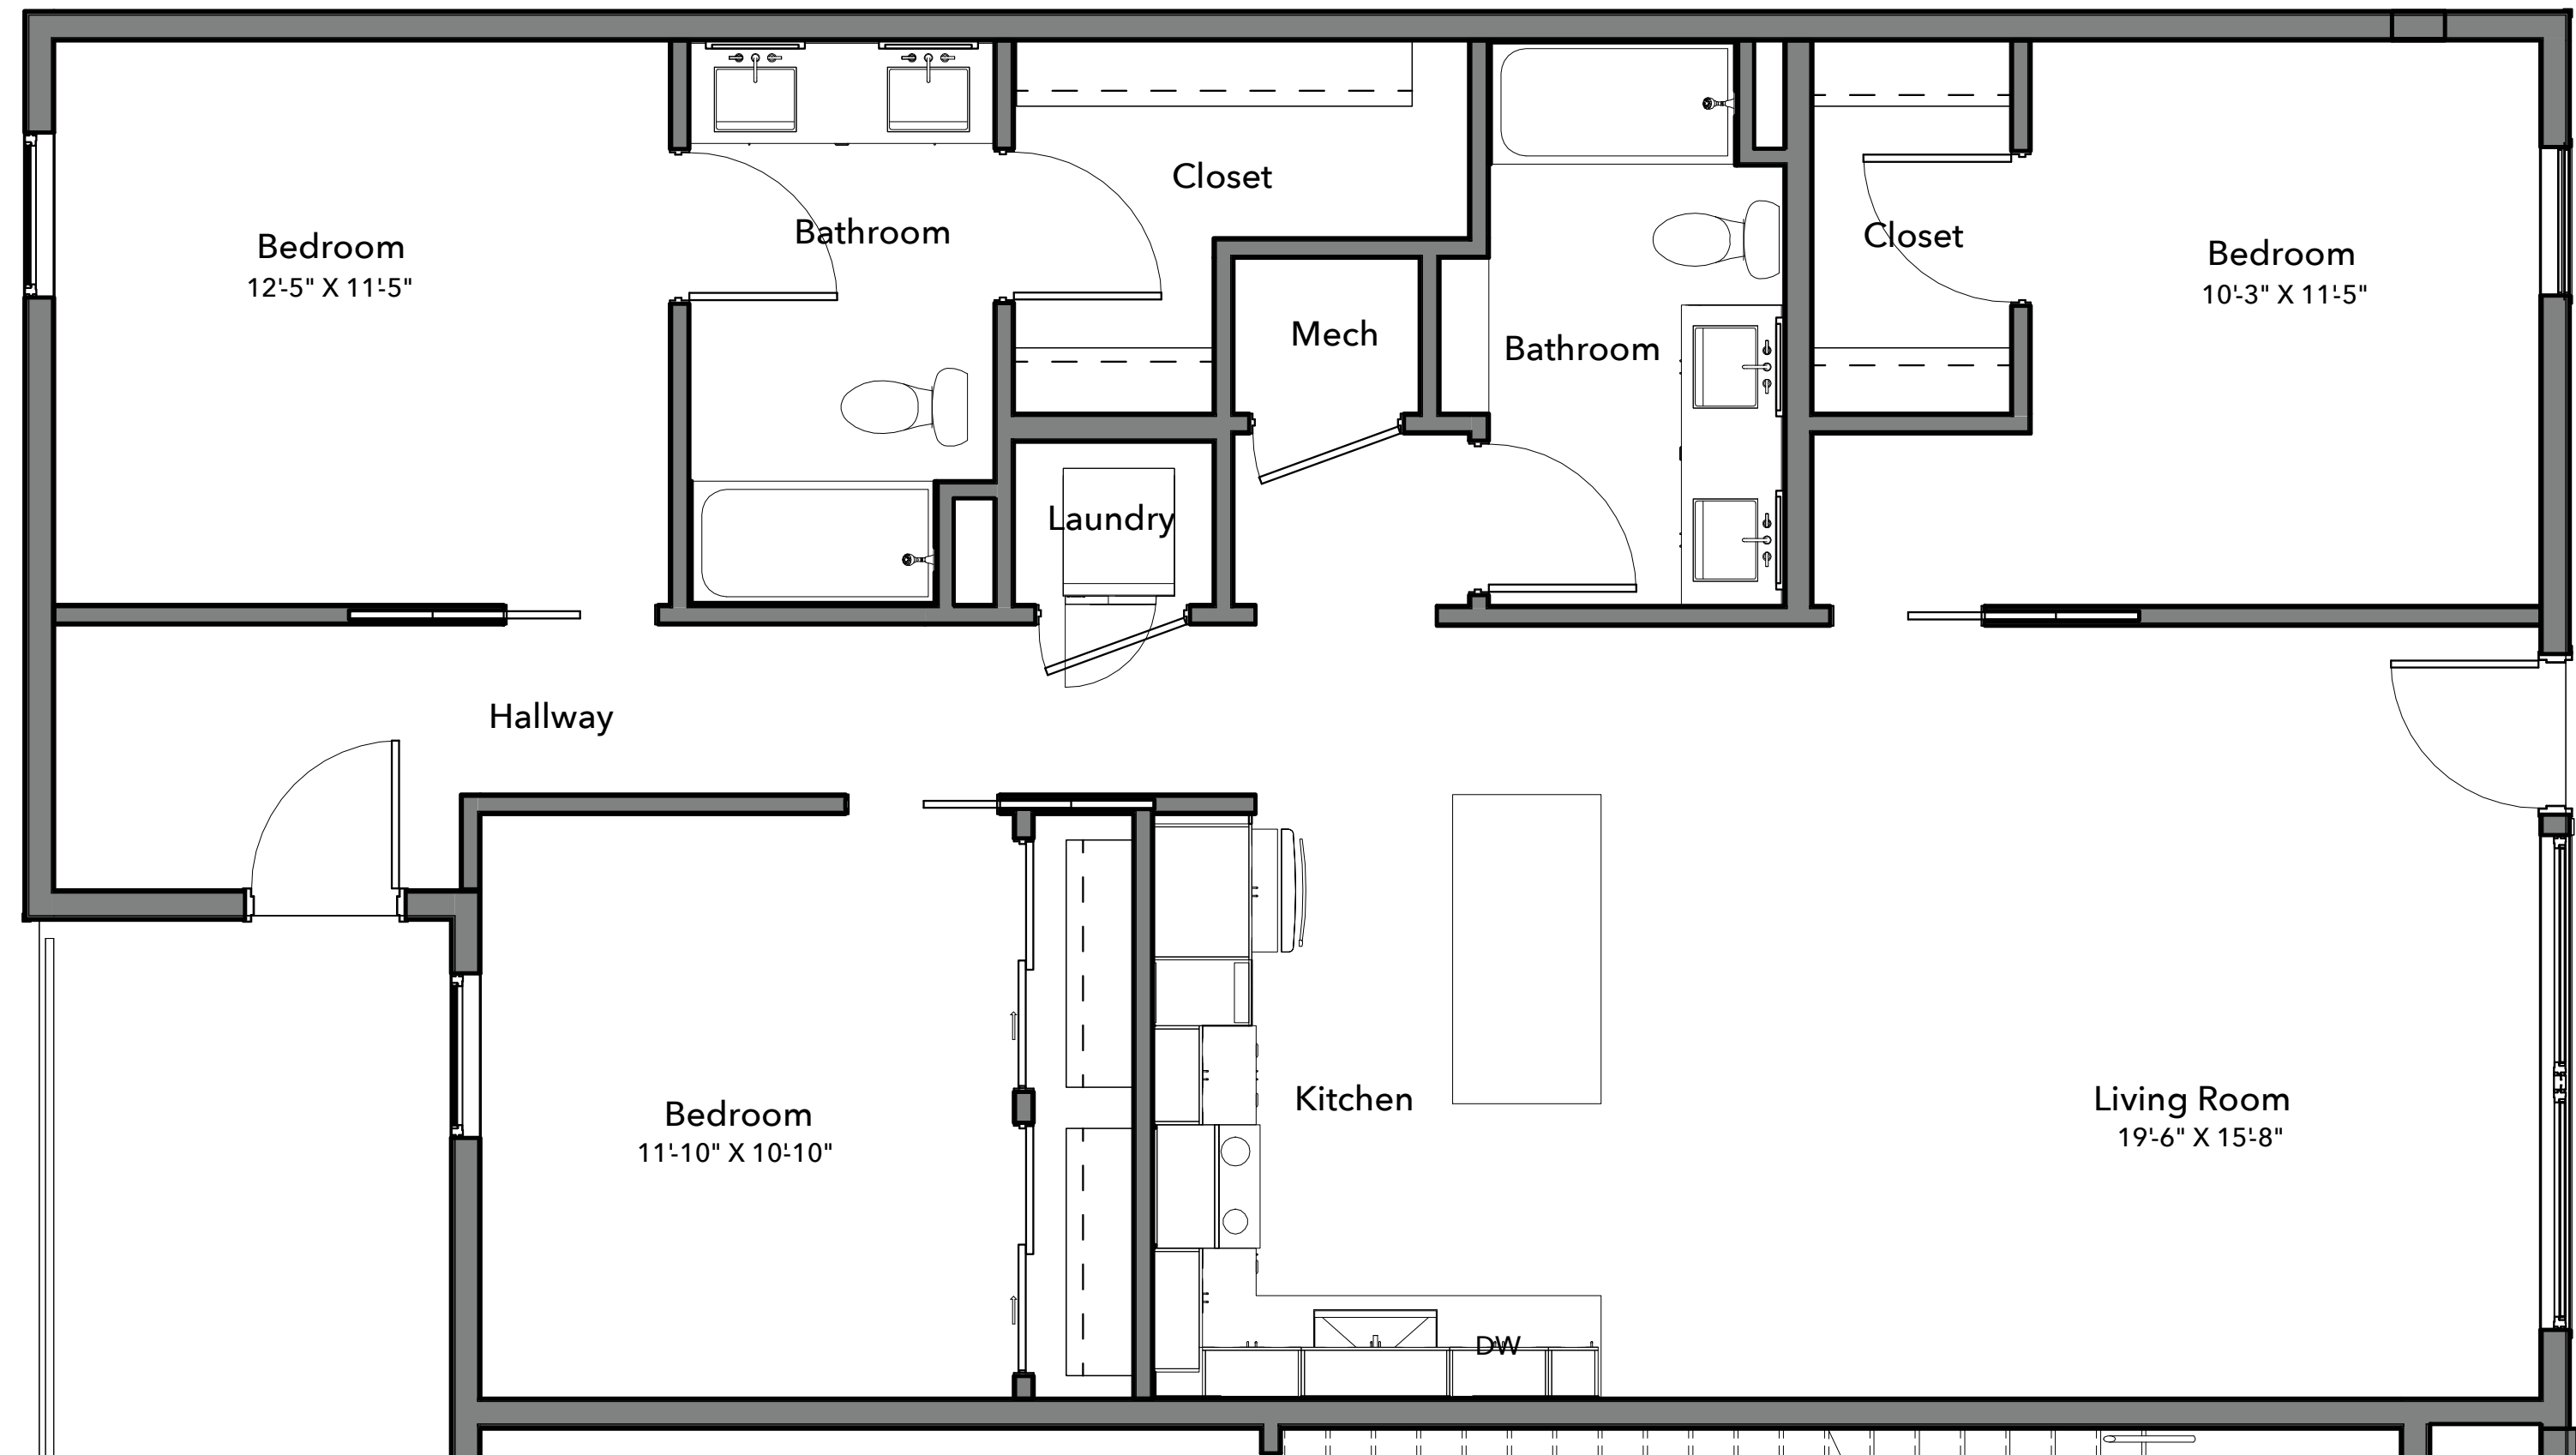 Closet
Bathroom
Closet
Bedroom
12'-5" X 11'-5"
Bedroom
10'-3" X 11'-5"
Mech
Bathroom
Laundry
Hallway
Kitchen
Living Room
19'-6" X 15'-8"
Bedroom
11'-10" X 10'-10"
DW